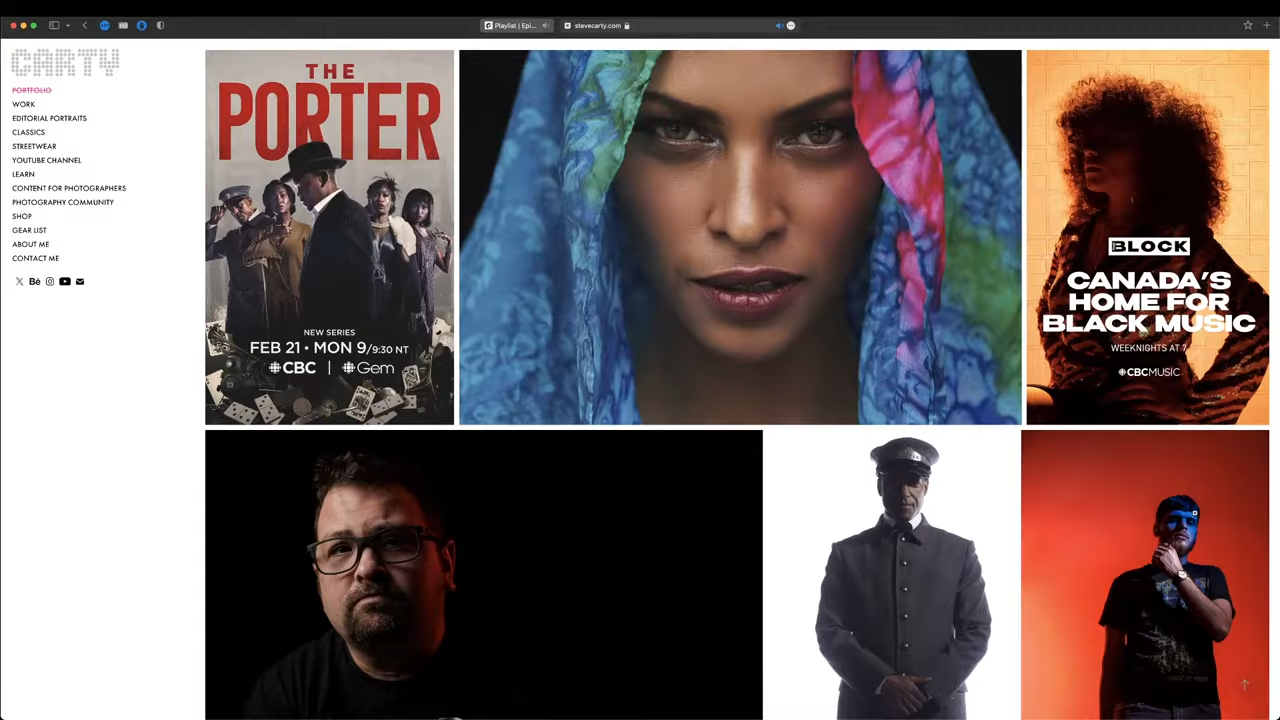 Playlist | Epi...
stevecarty.com
CARTY
PORTFOLIO
WORK
EDITORIAL PORTRAITS
CLASSICS
STREETWEAR
YOUTUBE CHANNEL
LEARN
CONTENT FOR PHOTOGRAPHERS
PHOTOGRAPHY COMMUNITY
SHOP
GEAR LIST
ABOUT ME
CONTACT ME
Bē
THE
PORTER
NEW SERIES
FEB 21 • MON 9/9:30 NT
CBC | Gem
BLOCK
CANADA'S
HOME FOR
BLACK MUSIC
WEEKNIGHTS AT 7
CBCMUSIC